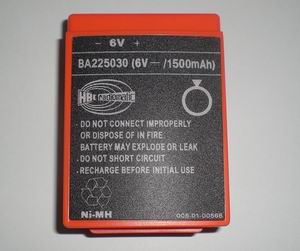 - 6V +
BA225030 (6V ⎓ /1500mAh)
HBC
- DO NOT CONNECT IMPROPERLY
OR DISPOSE OF IN FIRE:
BATTERY MAY EXPLODE OR LEAK
- DO NOT SHORT CIRCUIT
- RECHARGE BEFORE INITIAL USE
Ni-MH 005-01-00566